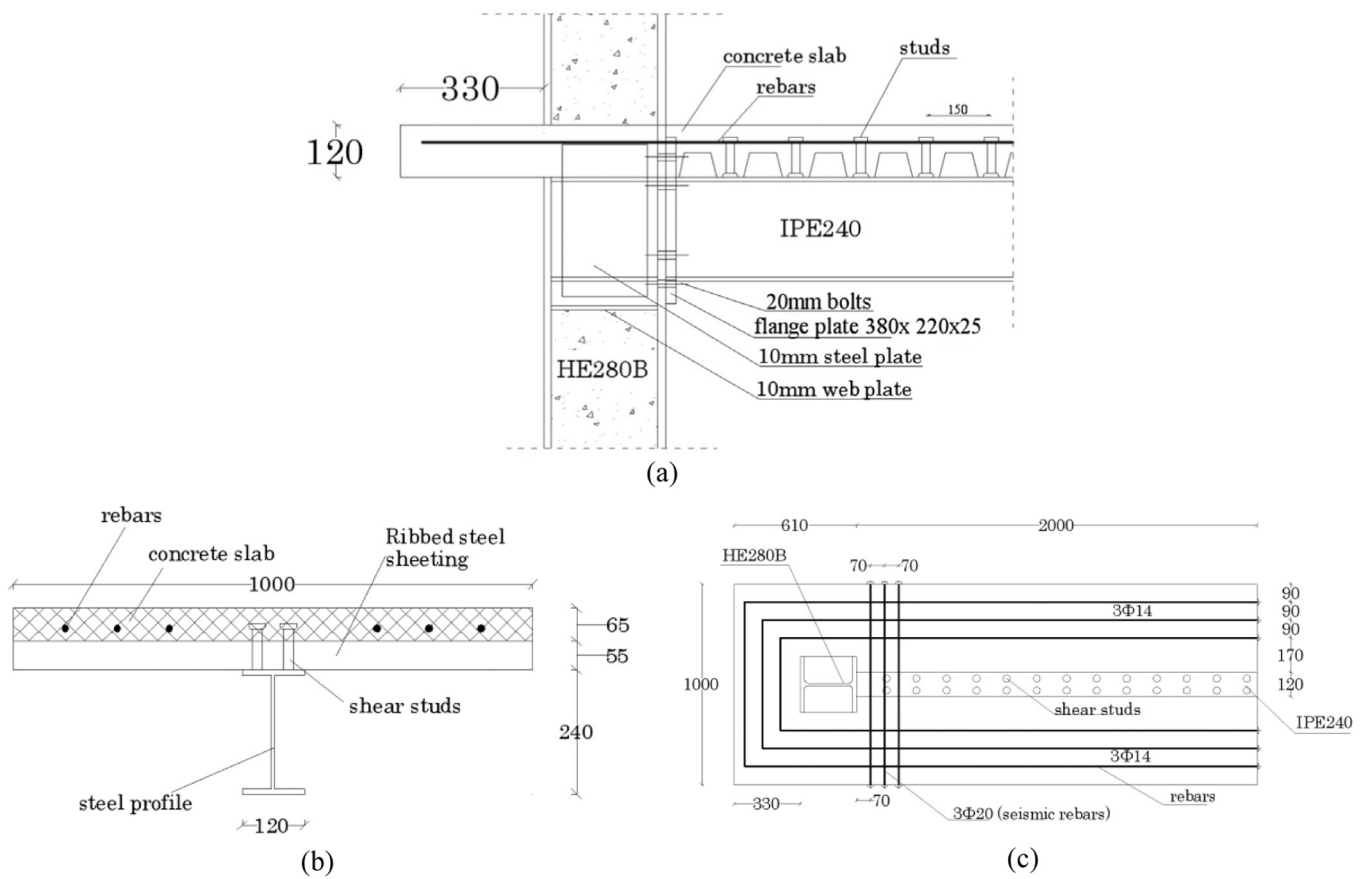 330
120
concrete slab
studs
rebars
150
IPE240
20mm bolts
flange plate 380x 220x25
10mm steel plate
10mm web plate
HE280B
(a)
rebars
concrete slab
Ribbed steel
sheeting
1000
65
55
shear studs
240
steel profile
120
(b)
610
2000
HE280B
70
70
3Φ14
90
90
90
170
120
1000
shear studs
IPE240
3Φ14
rebars
330
70
3Φ20 (seismic rebars)
(c)